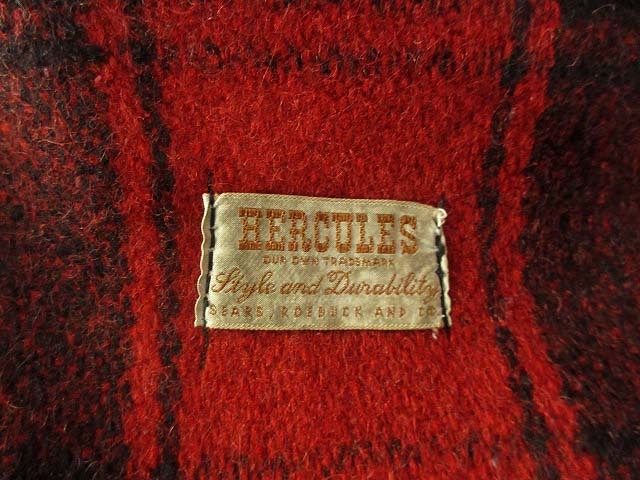 HERCULES
OUR OWN TRADEMARK
Style and Durability
SEARS, ROEBUCK AND CO.